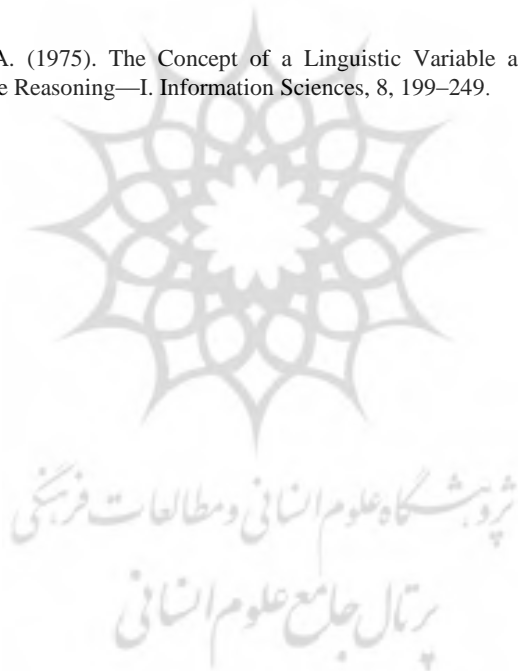 A. (1975). The Concept of a Linguistic Variable a
e Reasoning—I. Information Sciences, 8, 199–249.
پژوهشگاه علوم انسانی و مطالعات فرهنگی
پرتال جامع علوم انسانی